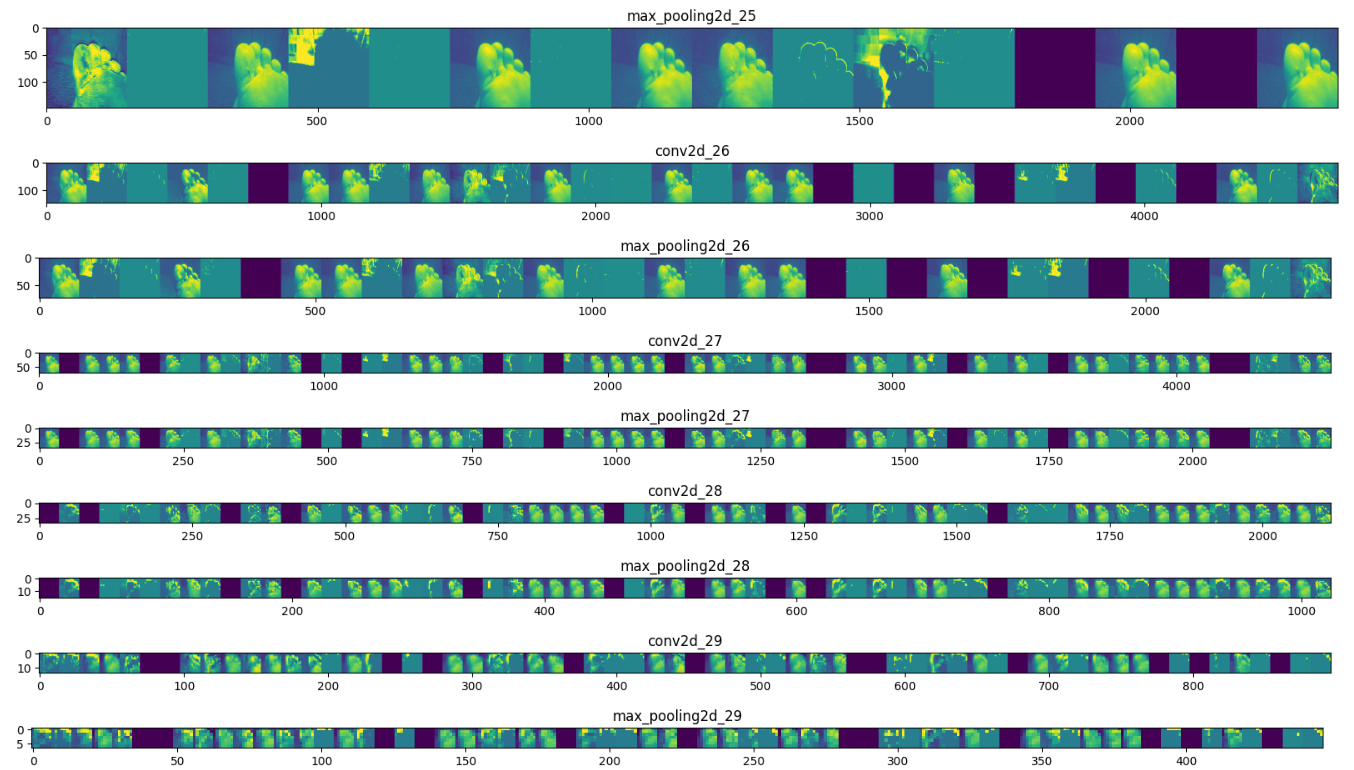 max_pooling2d_25
0
50
100
0 500 1000 1500 2000
conv2d_26
0
100
0 1000 2000 3000 4000
max_pooling2d_26
0
50
0 500 1000 1500 2000
conv2d_27
0
50
0 1000 2000 3000 4000
max_pooling2d_27
0
25
0 250 500 750 1000 1250 1500 1750 2000
conv2d_28
0
25
0 250 500 750 1000 1250 1500 1750 2000
max_pooling2d_28
0
10
0 200 400 600 800 1000
conv2d_29
0
10
0 100 200 300 400 500 600 700 800
max_pooling2d_29
0
5
0 50 100 150 200 250 300 350 400